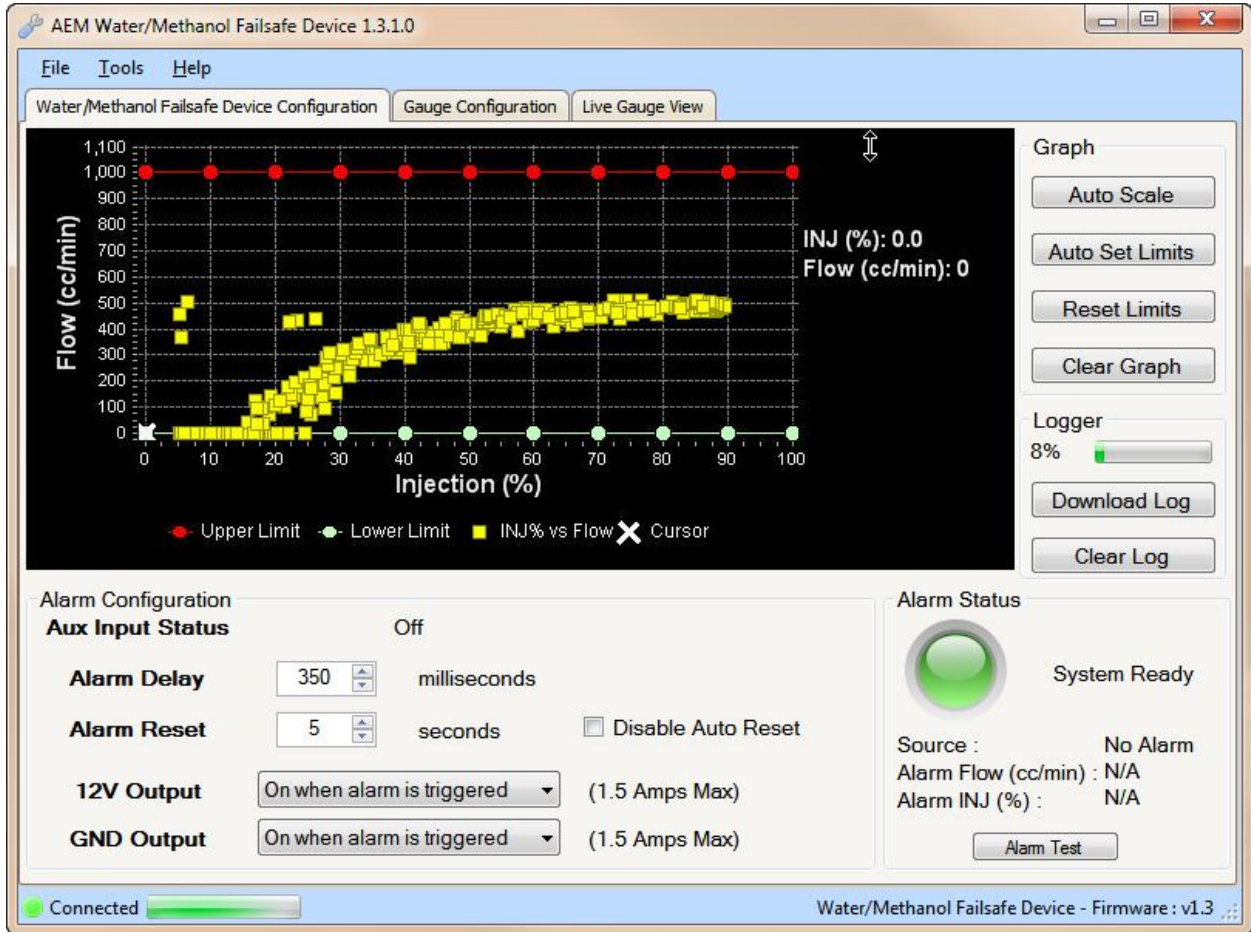 AEM Water/Methanol Failsafe Device 1.3.1.0
File Tools Help
Water/Methanol Failsafe Device Configuration Gauge Configuration Live Gauge View
1,100
1,000
900
800
700
600
500
400
300
200
100
0
Flow (cc/min)
0 10 20 30 40 50 60 70 80 90 100
Injection (%)
INJ (%): 0.0
Flow (cc/min): 0
Upper Limit Lower Limit INJ% vs Flow Cursor
Graph
Auto Scale
Auto Set Limits
Reset Limits
Clear Graph
Logger
8%
Download Log
Clear Log
Alarm Configuration
Aux Input Status Off
Alarm Delay 350 milliseconds
Alarm Reset 5 seconds Disable Auto Reset
12V Output On when alarm is triggered (1.5 Amps Max)
GND Output On when alarm is triggered (1.5 Amps Max)
Alarm Status
System Ready
Source : No Alarm
Alarm Flow (cc/min) : N/A
Alarm INJ (%) : N/A
Alarm Test
Connected
Water/Methanol Failsafe Device - Firmware : v1.3